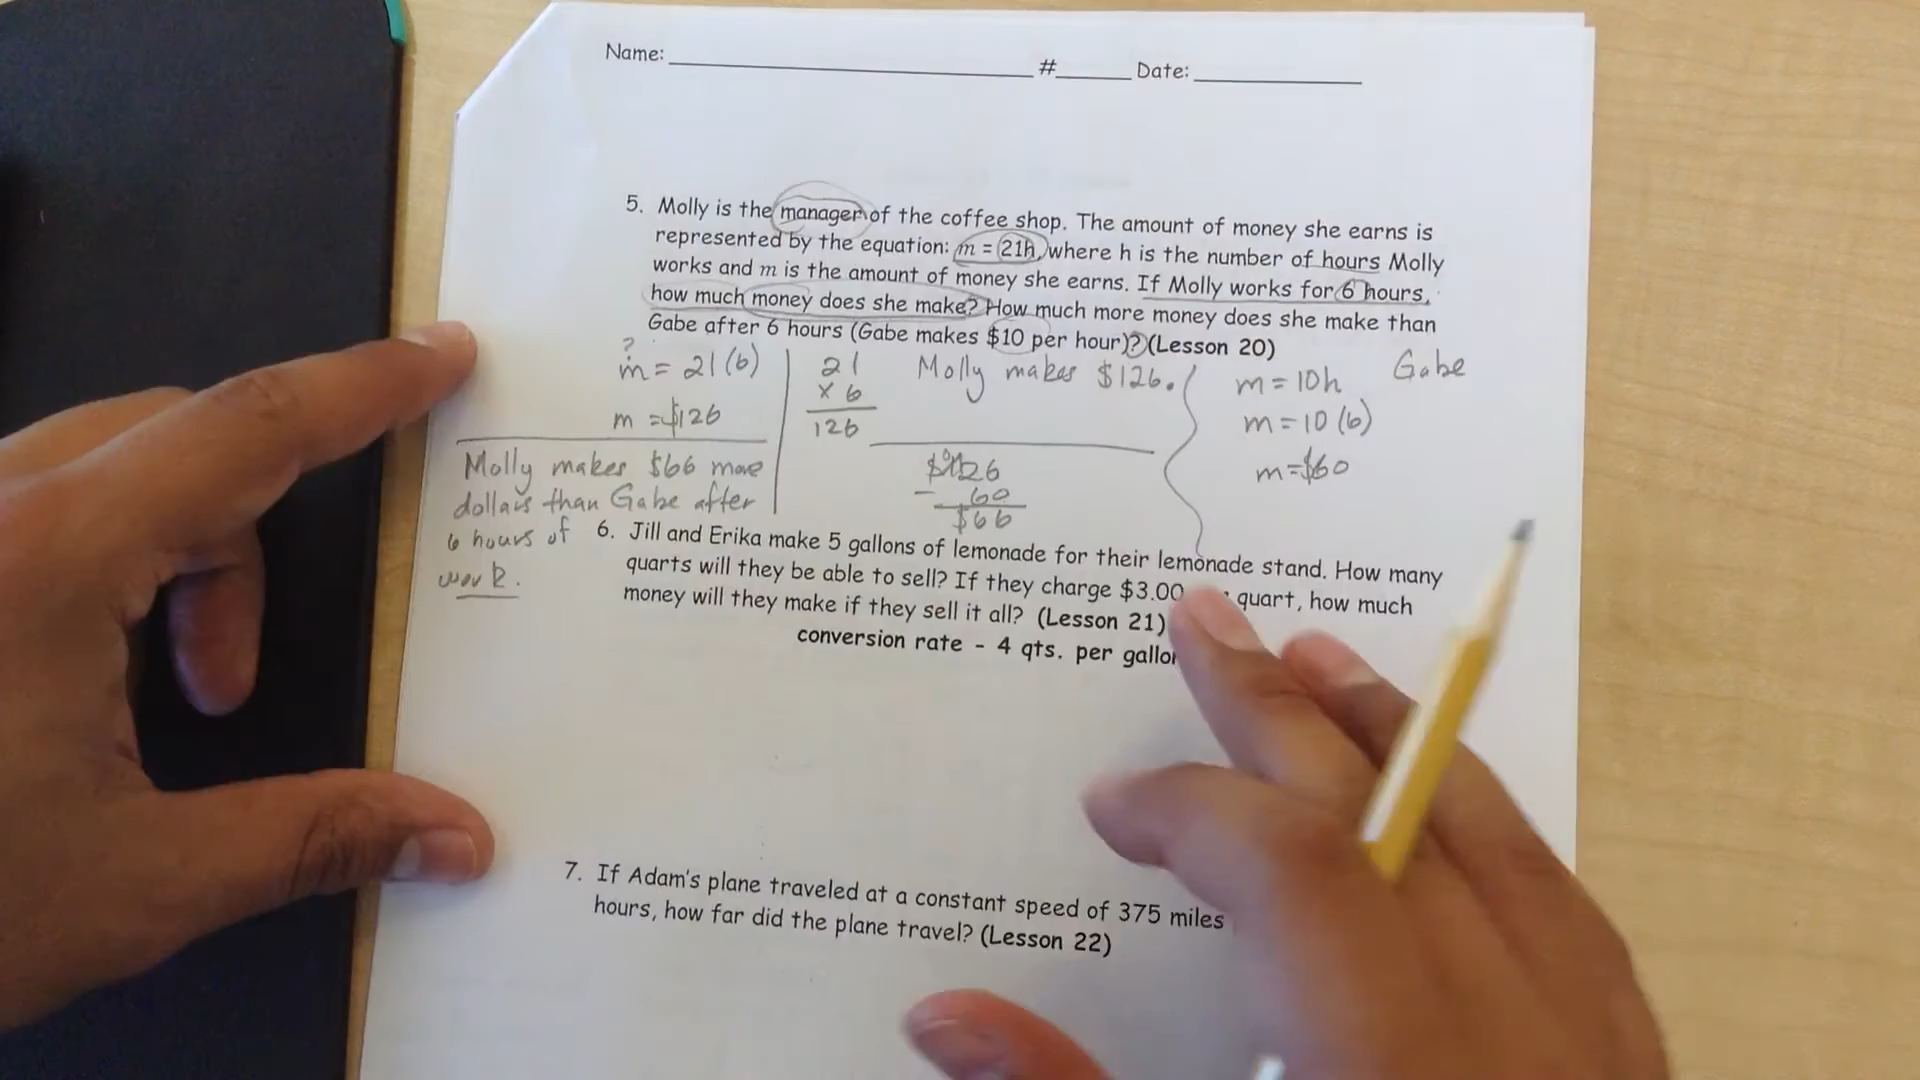 Name: # Date:
5. Molly is the manager of the coffee shop. The amount of money she earns is
represented by the equation: m = 21h, where h is the number of hours Molly
works and m is the amount of money she earns. If Molly works for 6 hours,
how much money does she make? How much more money does she make than
Gabe after 6 hours (Gabe makes $10 per hour)? (Lesson 20)
?
m = 21(6)
m = $126
21
x 6
126
Molly makes $126.
Gabe
m = 10h
m = 10(6)
m = $60
Molly makes $66 more
dollars than Gabe after
6 hours of
work.
$126
- 60
$66
6. Jill and Erika make 5 gallons of lemonade for their lemonade stand. How many
quarts will they be able to sell? If they charge $3.00 quart, how much
money will they make if they sell it all? (Lesson 21)
conversion rate - 4 qts. per gallon
7. If Adam's plane traveled at a constant speed of 375 miles
hours, how far did the plane travel? (Lesson 22)